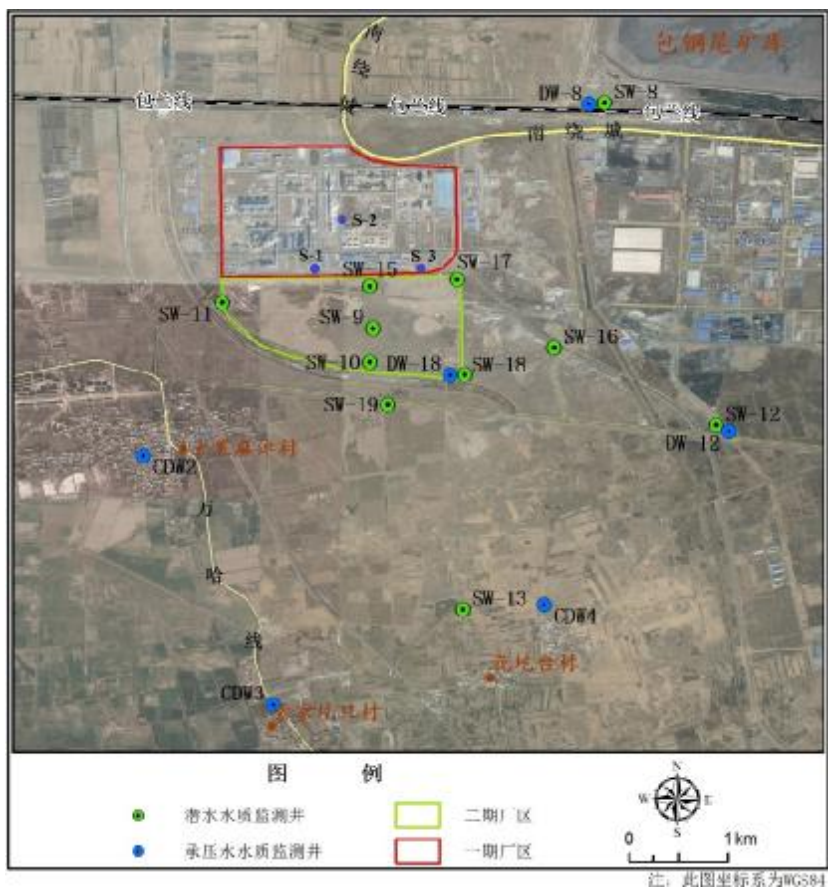 南
绕
城
包钢尾矿库
DW-8
SW-8
包兰线
包兰线
包兰线
南绕城
S-2
S-1
S-3
SW-15
SW-17
SW-11
SW-9
SW-16
SW-10
DW-18
SW-18
SW-19
SW-12
DW-12
CDW2
万
哈
线
SW-13
CDW4
CDW3
图 例
潜水水质监测井
二期厂区
承压水水质监测井
一期厂区
N
W
E
S
0
1km
注：此图坐标系为WGS84